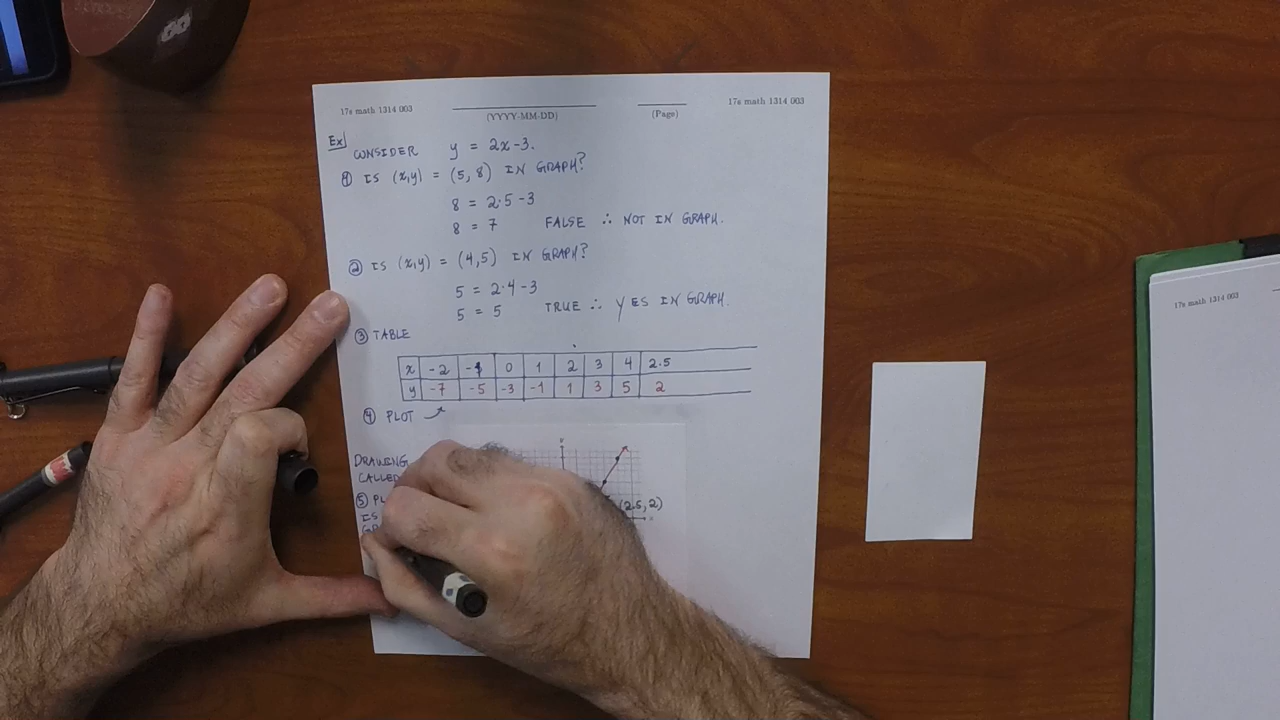 17s math 1314 003
(YYYY-MM-DD)
(Page)
17s math 1314 003
Ex
CONSIDER y = 2x-3.
① IS (x,y) = (5, 8) IN GRAPH?
8 = 2·5-3
8 = 7 FALSE ∴ NOT IN GRAPH.
② IS (x,y) = (4,5) IN GRAPH?
5 = 2·4-3
5 = 5 TRUE ∴ YES IN GRAPH.
③ TABLE
x -2 -1 0 1 2 3 4 2.5
y -7 -5 -3 -1 1 3 5 2
④ PLOT
DRAWING
CALLED
(2.5, 2)
⑤
IS
17s math 1314 003